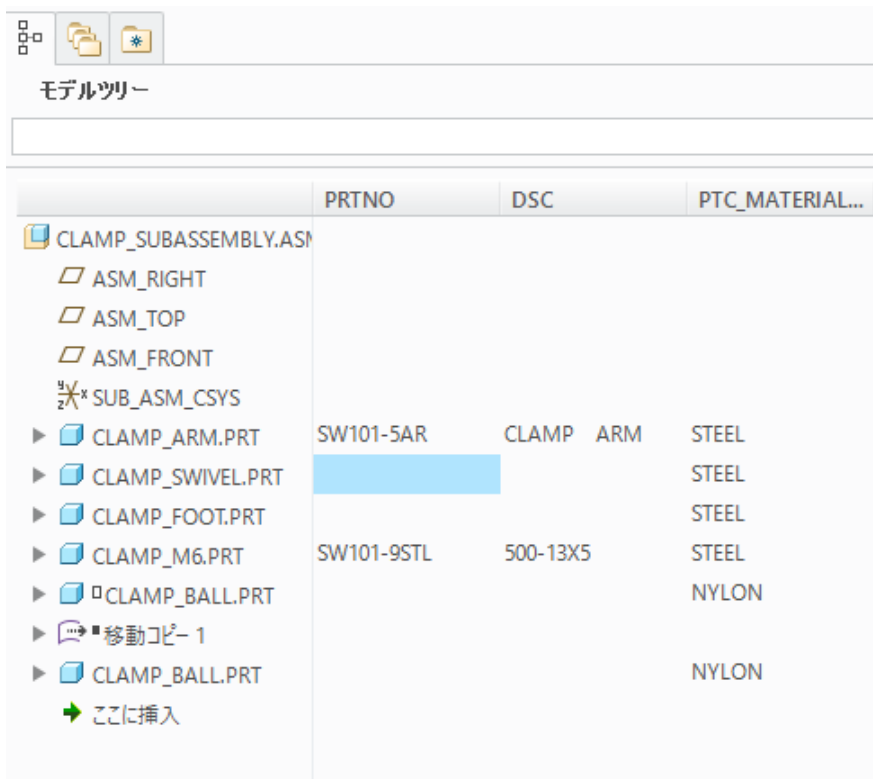 モデルツリー
PRTNO DSC PTC_MATERIAL...
CLAMP_SUBASSEMBLY.ASM
ASM_RIGHT
ASM_TOP
ASM_FRONT
SUB_ASM_CSYS
CLAMP_ARM.PRT SW101-5AR CLAMP ARM STEEL
CLAMP_SWIVEL.PRT STEEL
CLAMP_FOOT.PRT STEEL
CLAMP_M6.PRT SW101-9STL 500-13X5 STEEL
CLAMP_BALL.PRT NYLON
移動コピー 1
CLAMP_BALL.PRT NYLON
ここに挿入